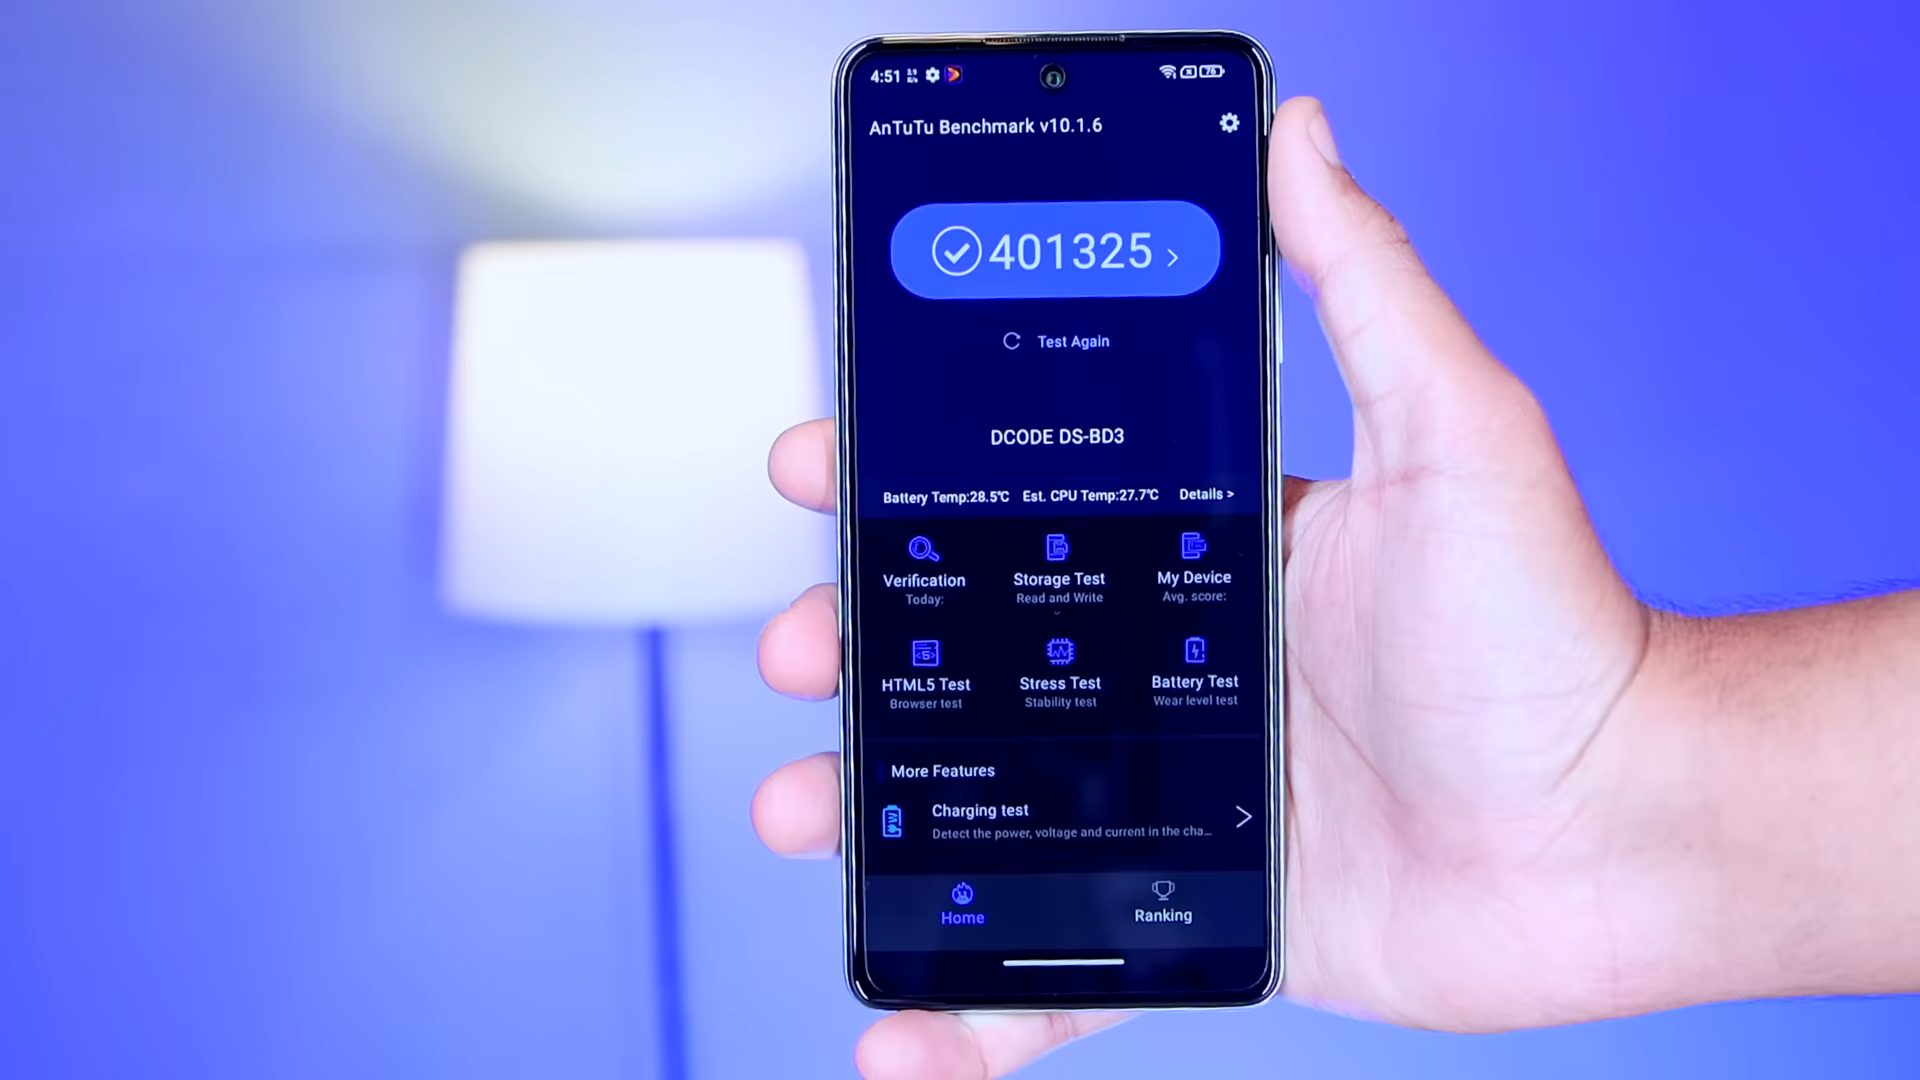 4:51
76
AnTuTu Benchmark v10.1.6
401325 >
Test Again
DCODE DS-BD3
Battery Temp:28.5℃ Est. CPU Temp:27.7℃ Details >
Verification Storage Test My Device
Today: Read and Write Avg. score:
HTML5 Test Stress Test Battery Test
Browser test Stability test Wear level test
More Features
Charging test
Detect the power, voltage and current in the cha...
Home Ranking